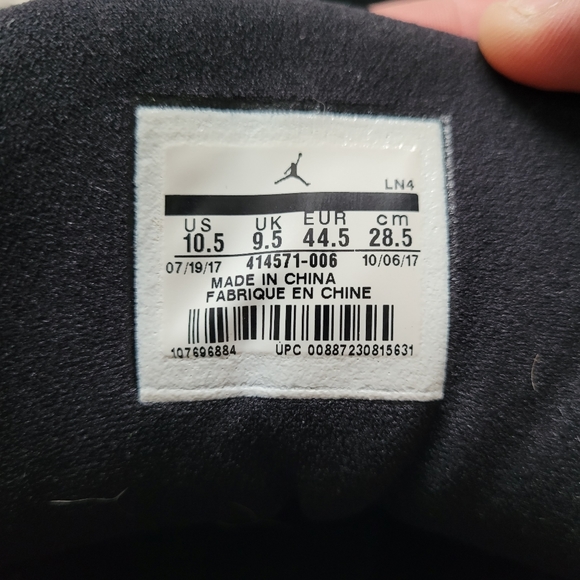 LN4
US UK EUR cm
10.5 9.5 44.5 28.5
07/19/17 414571-006 10/06/17
MADE IN CHINA
FABRIQUE EN CHINE
107696884 UPC 00887230815631